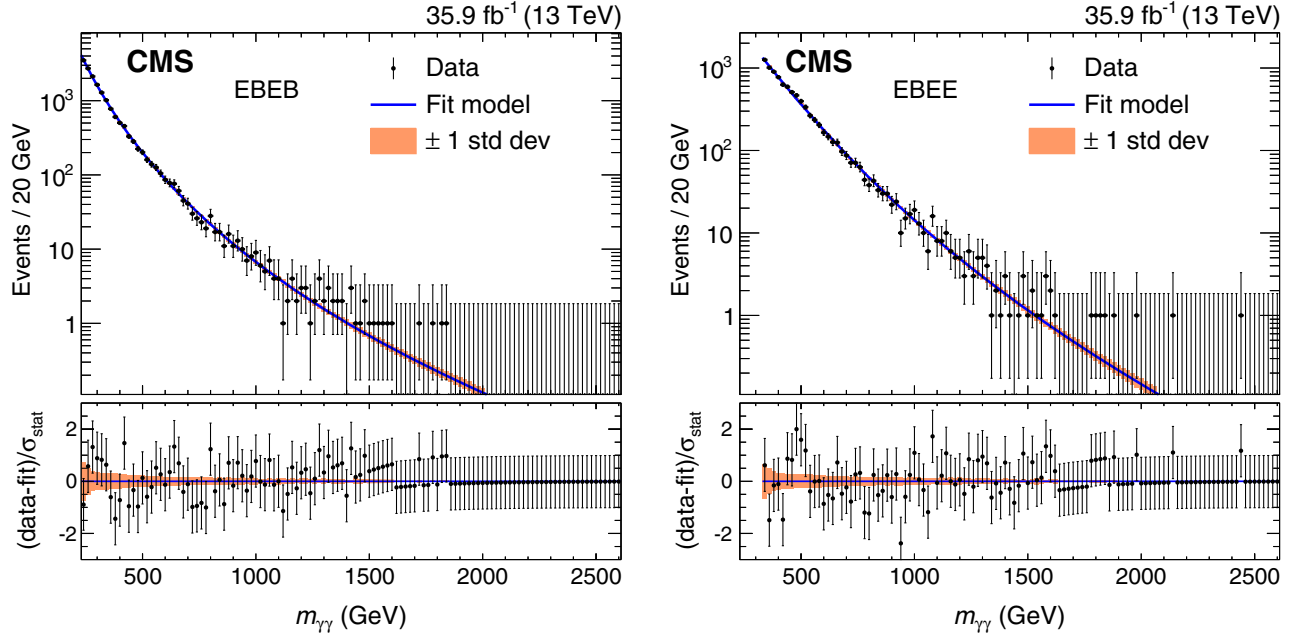 35.9 fb⁻¹ (13 TeV)
CMS
EBEB
Data
Fit model
± 1 std dev
Events / 20 GeV
10³
10²
10
1
(data-fit)/σstat
2
0
-2
500 1000 1500 2000 2500
mγγ (GeV)
35.9 fb⁻¹ (13 TeV)
CMS
EBEE
Data
Fit model
± 1 std dev
Events / 20 GeV
10³
10²
10
1
(data-fit)/σstat
2
0
-2
500 1000 1500 2000 2500
mγγ (GeV)